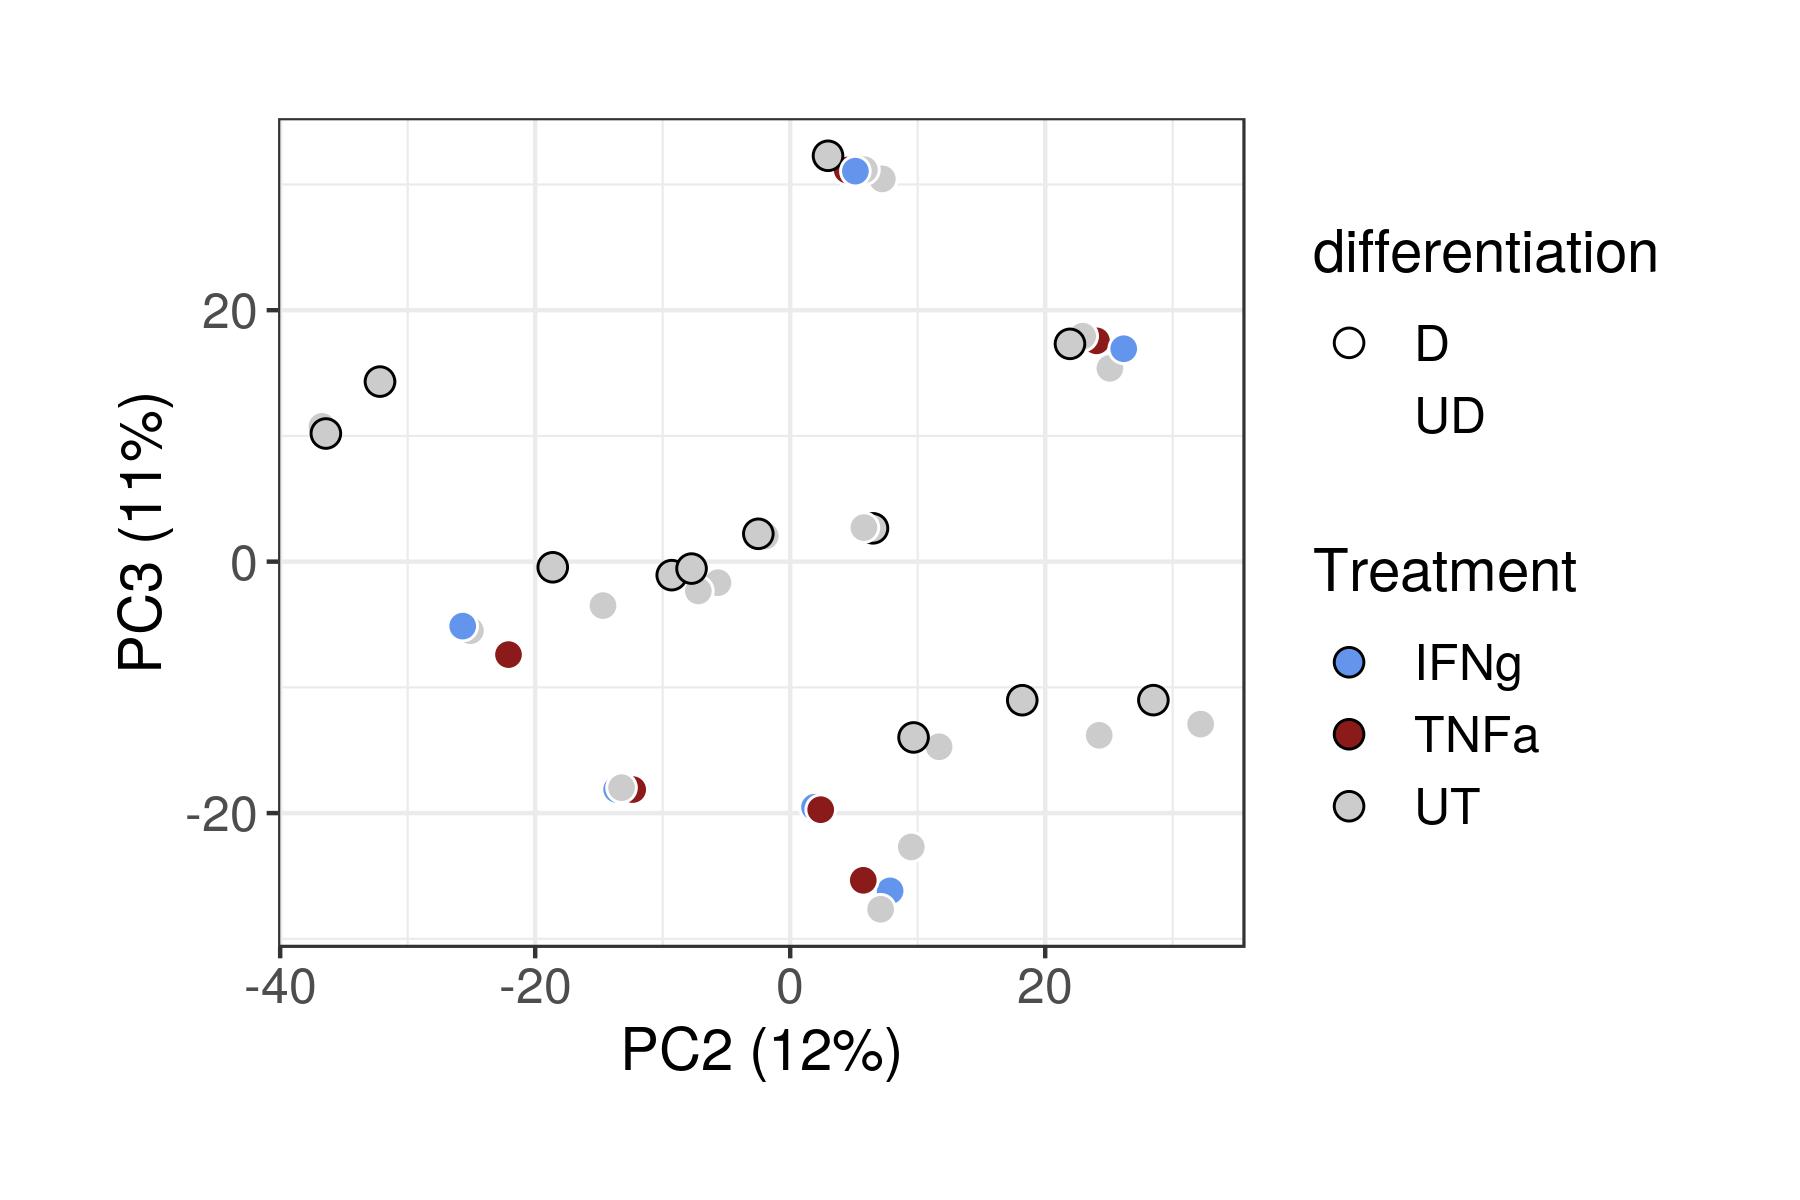 20
0
-20
-40
-20
0
20
PC2 (12%)
PC3 (11%)
differentiation
D
UD
Treatment
IFNg
TNFa
UT